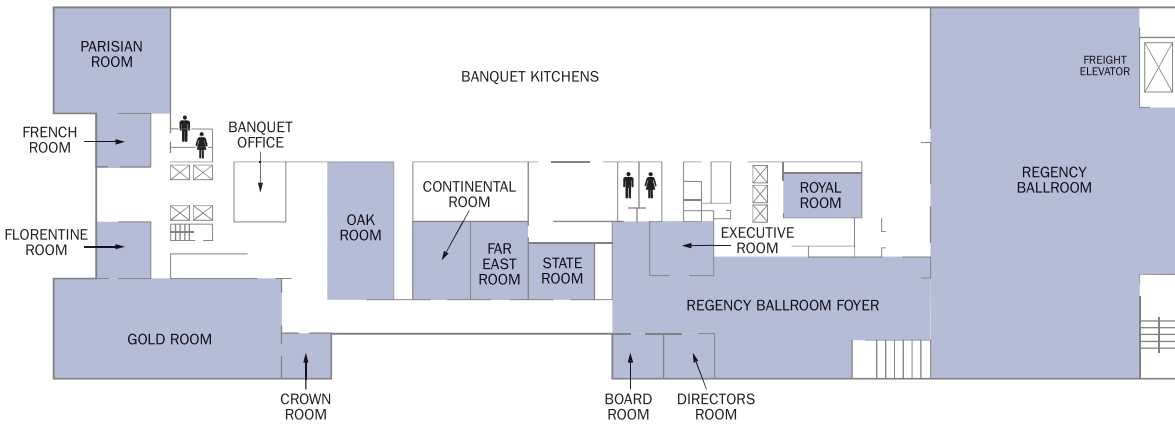 PARISIAN
ROOM
BANQUET KITCHENS
FREIGHT
ELEVATOR
FRENCH
ROOM
BANQUET
OFFICE
REGENCY
BALLROOM
CONTINENTAL
ROOM
ROYAL
ROOM
OAK
ROOM
FLORENTINE
ROOM
EXECUTIVE
ROOM
FAR
EAST
ROOM
STATE
ROOM
REGENCY BALLROOM FOYER
GOLD ROOM
CROWN
ROOM
BOARD
ROOM
DIRECTORS
ROOM